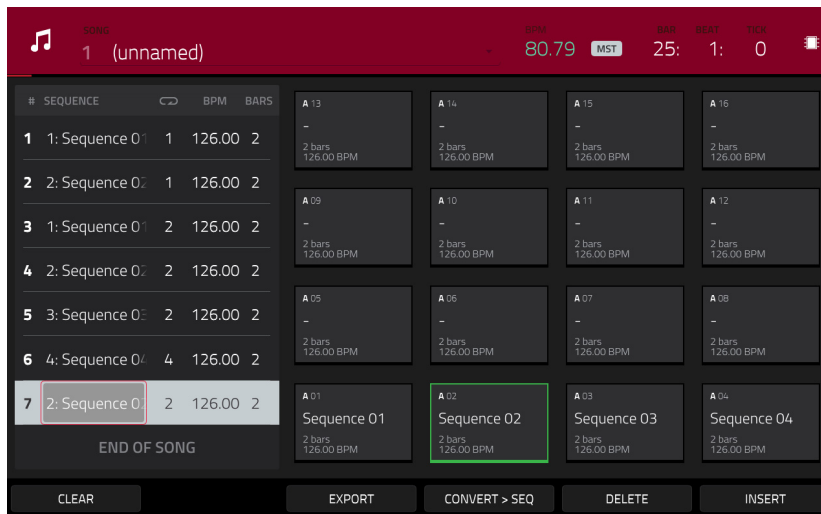 SONG BPM BAR BEAT TICK
1 (unnamed) 80.79 MST 25: 1: 0
# SEQUENCE BPM BARS
1 1: Sequence 01 1 126.00 2
2 2: Sequence 02 1 126.00 2
3 1: Sequence 01 2 126.00 2
4 2: Sequence 02 2 126.00 2
5 3: Sequence 03 2 126.00 2
6 4: Sequence 04 4 126.00 2
7 2: Sequence 0 2 126.00 2
END OF SONG
A 13
-
2 bars
126.00 BPM
A 14
-
2 bars
126.00 BPM
A 15
-
2 bars
126.00 BPM
A 16
-
2 bars
126.00 BPM
A 09
-
2 bars
126.00 BPM
A 10
-
2 bars
126.00 BPM
A 11
-
2 bars
126.00 BPM
A 12
-
2 bars
126.00 BPM
A 05
-
2 bars
126.00 BPM
A 06
-
2 bars
126.00 BPM
A 07
-
2 bars
126.00 BPM
A 08
-
2 bars
126.00 BPM
A 01
Sequence 01
2 bars
126.00 BPM
A 02
Sequence 02
2 bars
126.00 BPM
A 03
Sequence 03
2 bars
126.00 BPM
A 04
Sequence 04
2 bars
126.00 BPM
CLEAR EXPORT CONVERT > SEQ DELETE INSERT